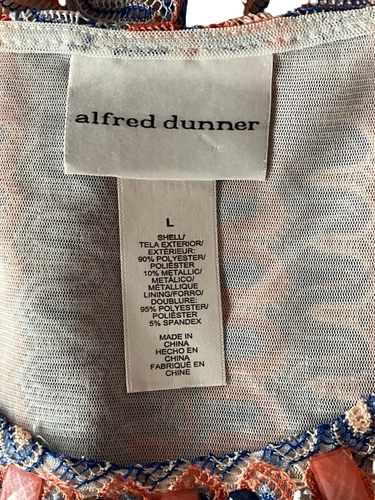 alfred dunner
L
SHELL/
TELA EXTERIOR/
EXTÉRIEUR:
90% POLYESTER/
POLIÉSTER
10% METALLIC/
METÁLICO/
MÉTALLIQUE
LINING/FORRO/
DOUBLURE:
95% POLYESTER/
POLIÉSTER
5% SPANDEX
MADE IN
CHINA
HECHO EN
CHINA
FABRIQUÉ EN
CHINE